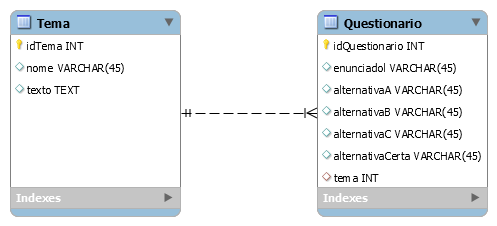 Tema
idTema INT
nome VARCHAR(45)
texto TEXT
Indexes
Questionario
idQuestionario INT
enunciadol VARCHAR(45)
alternativaA VARCHAR(45)
alternativaB VARCHAR(45)
alternativaC VARCHAR(45)
alternativaCerta VARCHAR(45)
tema INT
Indexes